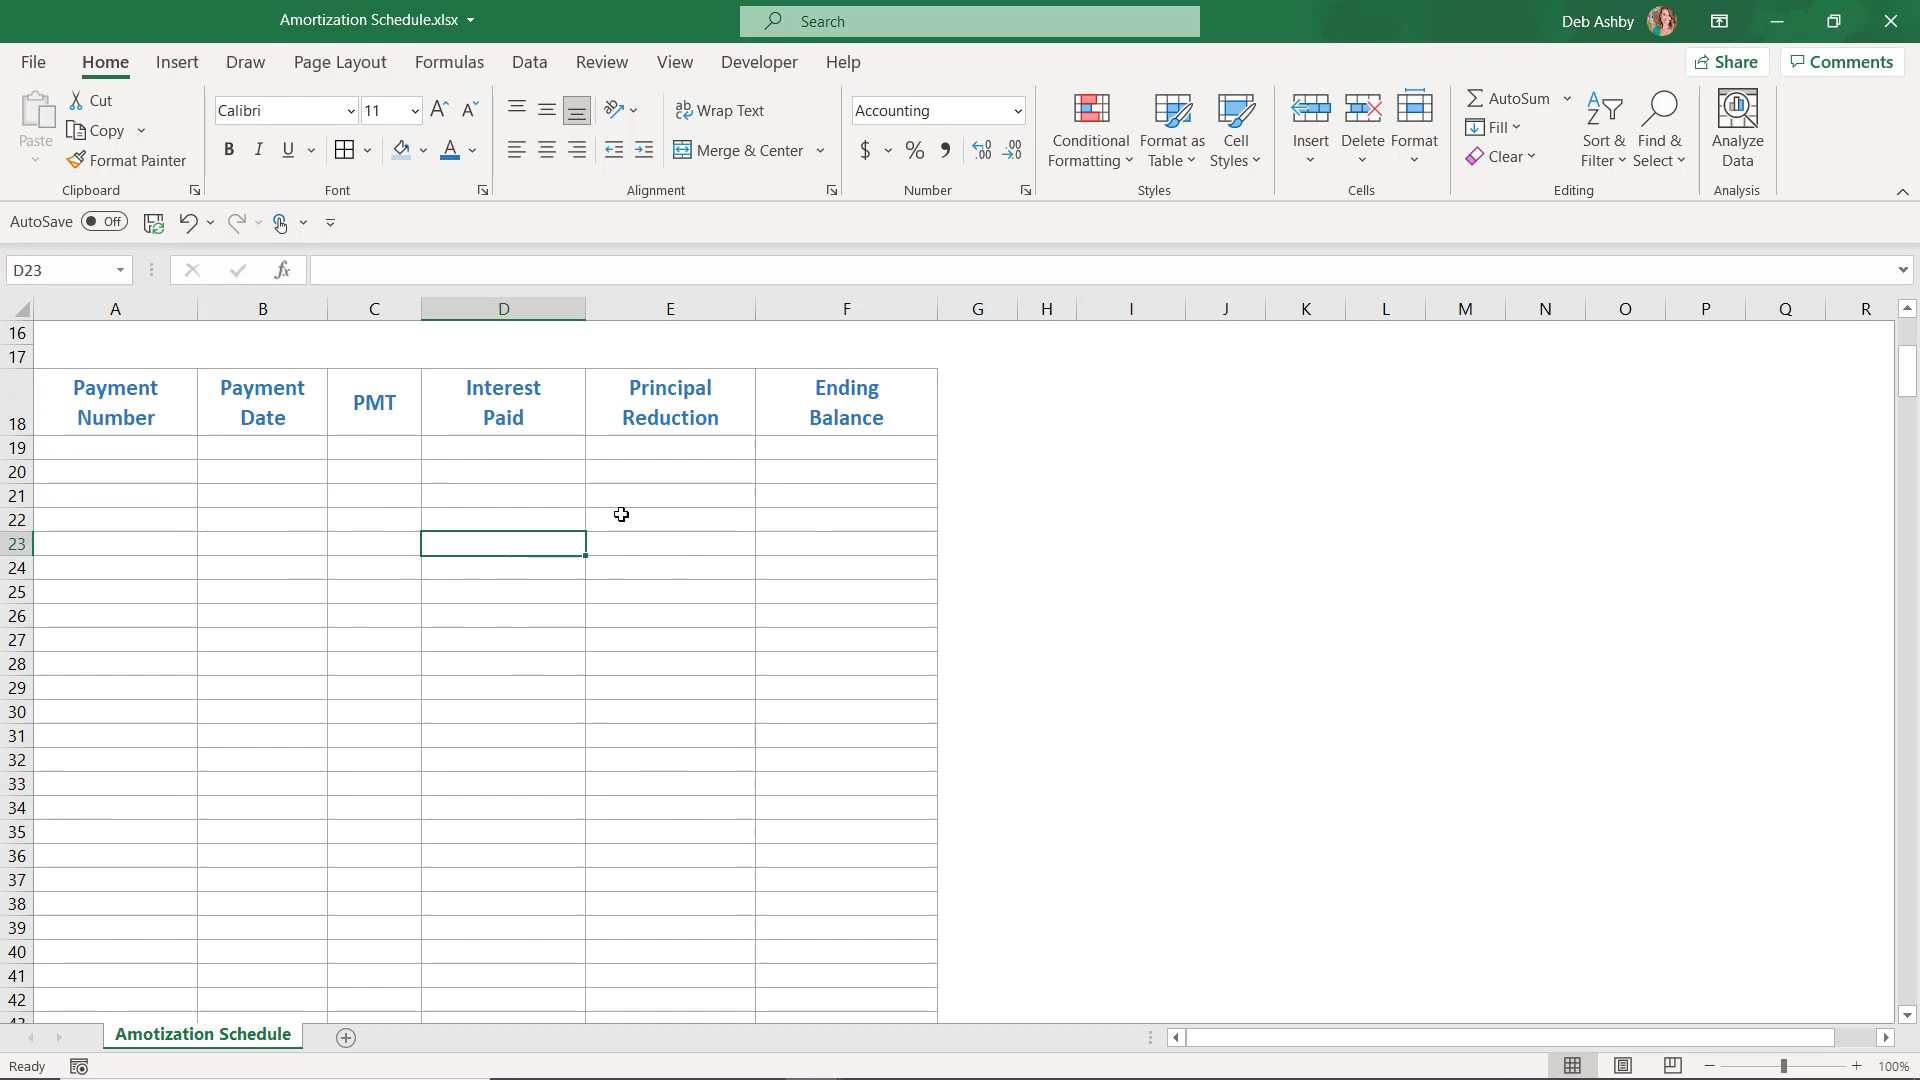 Amortization Schedule.xlsx
Search
Deb Ashby
File Home Insert Draw Page Layout Formulas Data Review View Developer Help
Share
Comments
Paste
Cut
Copy
Format Painter
Clipboard
Calibri
11
B I U
A
Font
ab Wrap Text
Merge & Center
Alignment
Accounting
$ % 9
.00
Number
Conditional
Formatting
Format as
Table
Cell
Styles
Styles
Insert
Delete
Format
Cells
AutoSum
Fill
Clear
Sort &
Filter
Find &
Select
Editing
Analyze
Data
Analysis
AutoSave Off
D23
fx
A B C D E F G H I J K L M N O P Q R
16
17
18
Payment
Number
Payment
Date
PMT
Interest
Paid
Principal
Reduction
Ending
Balance
19
20
21
22
23
24
25
26
27
28
29
30
31
32
33
34
35
36
37
38
39
40
41
42
Amotization Schedule
Ready
100%